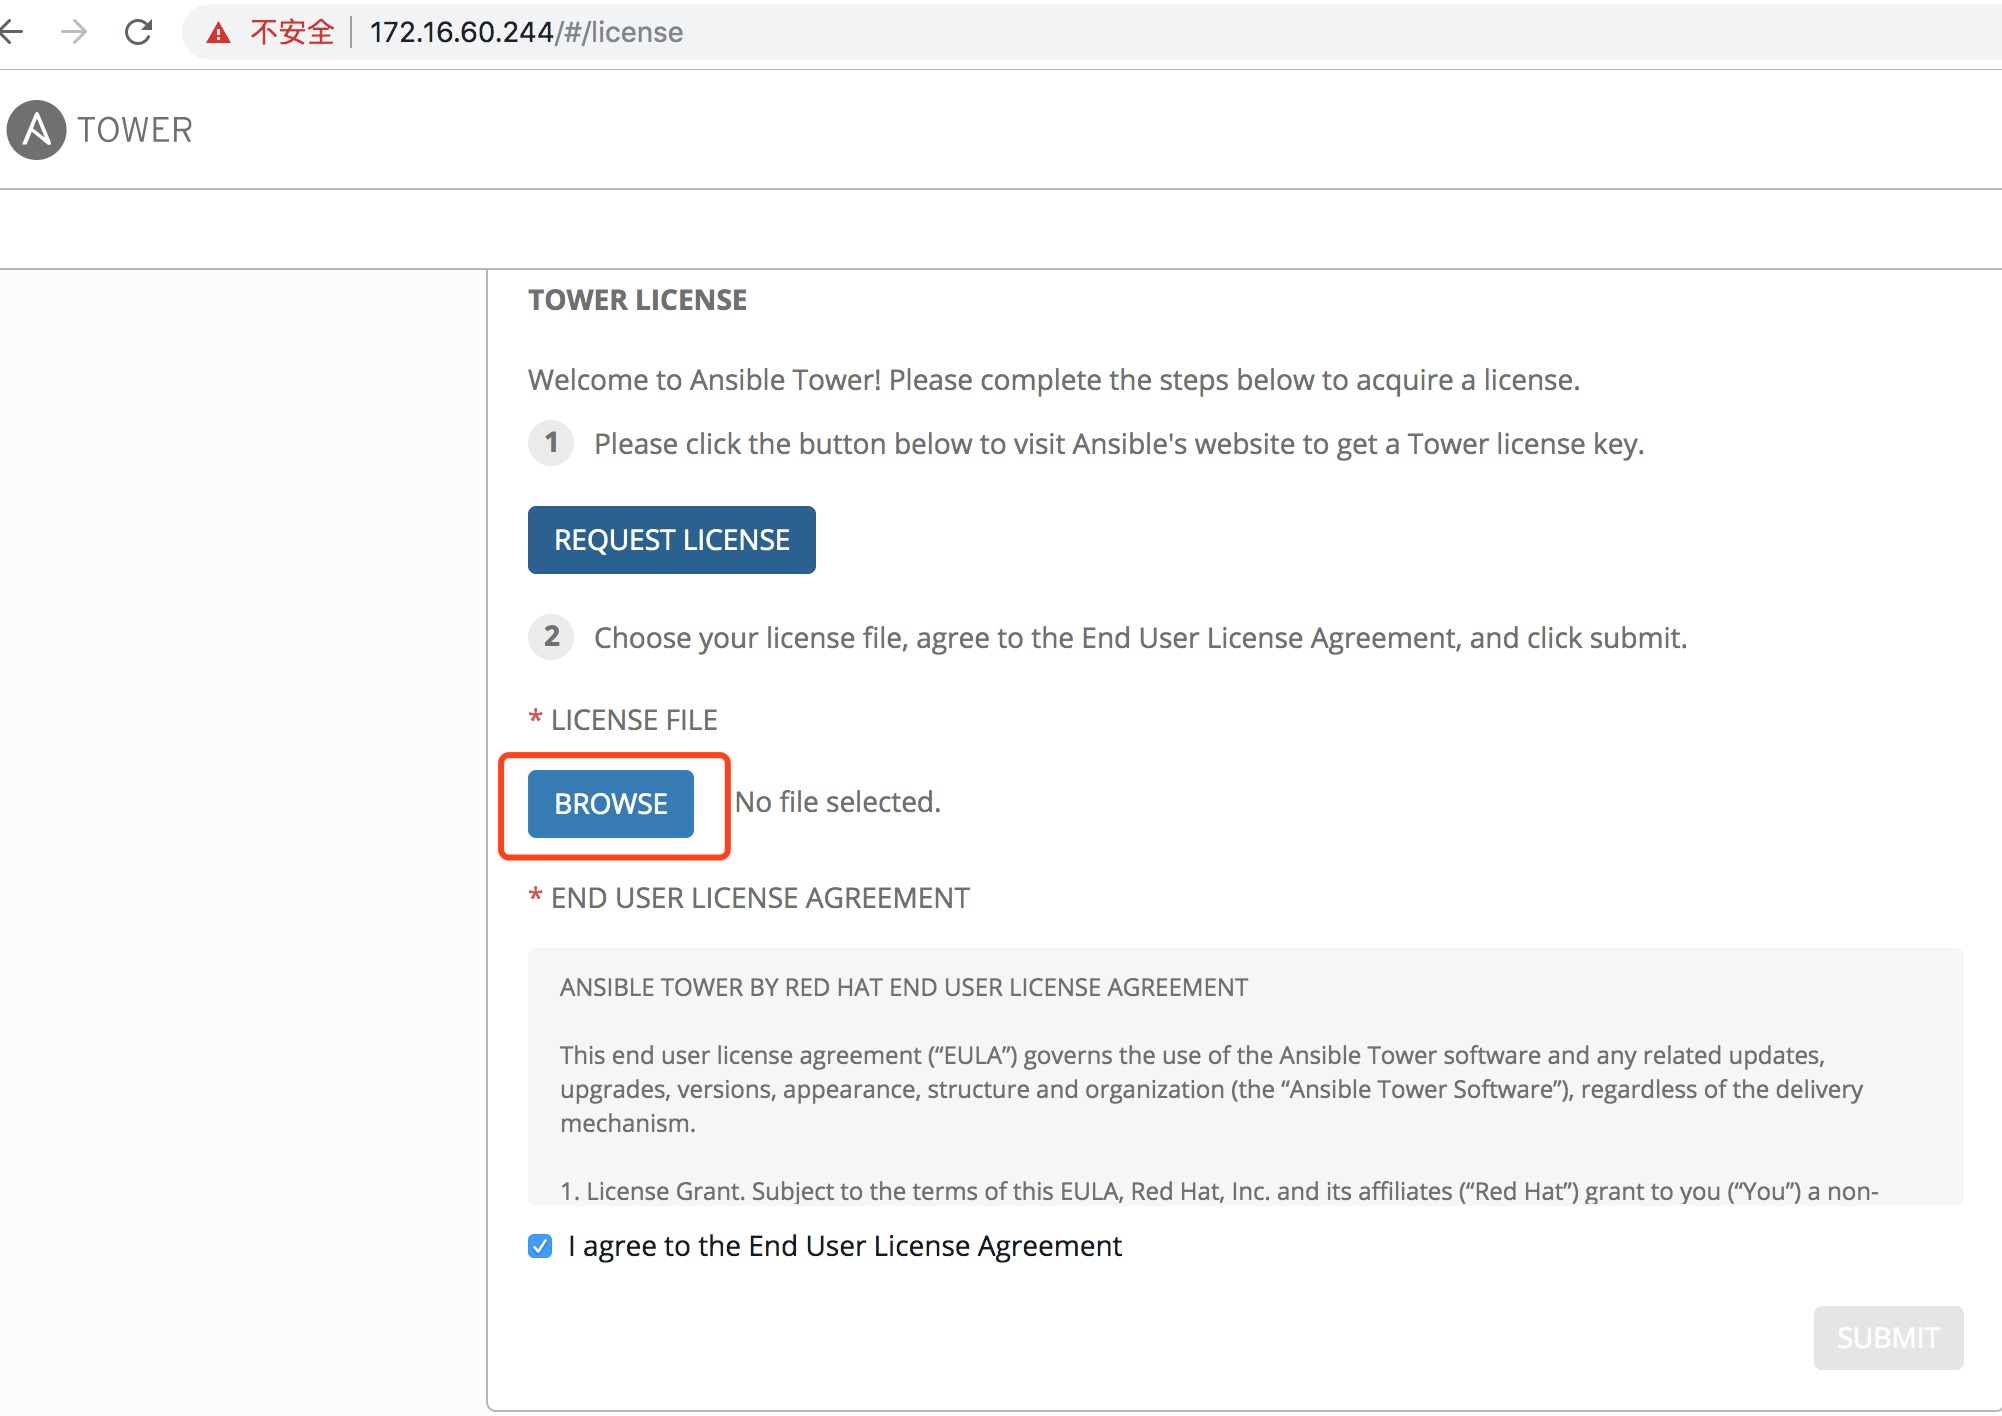 不安全 172.16.60.244/#/license
A TOWER
TOWER LICENSE
Welcome to Ansible Tower! Please complete the steps below to acquire a license.
1 Please click the button below to visit Ansible's website to get a Tower license key.
REQUEST LICENSE
2 Choose your license file, agree to the End User License Agreement, and click submit.
* LICENSE FILE
BROWSE No file selected.
* END USER LICENSE AGREEMENT
ANSIBLE TOWER BY RED HAT END USER LICENSE AGREEMENT
This end user license agreement (“EULA”) governs the use of the Ansible Tower software and any related updates,
upgrades, versions, appearance, structure and organization (the “Ansible Tower Software”), regardless of the delivery
mechanism.
1. License Grant. Subject to the terms of this EULA, Red Hat, Inc. and its affiliates (“Red Hat”) grant to you (“You”) a non-
I agree to the End User License Agreement
SUBMIT